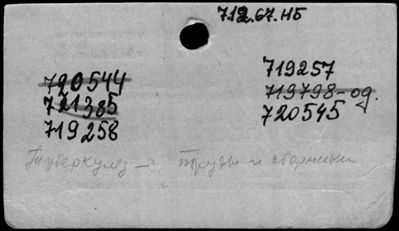 712.67.НБ
720544
721385
719258
719257
719798-од.
720545
Туберкулез - труды и сборники